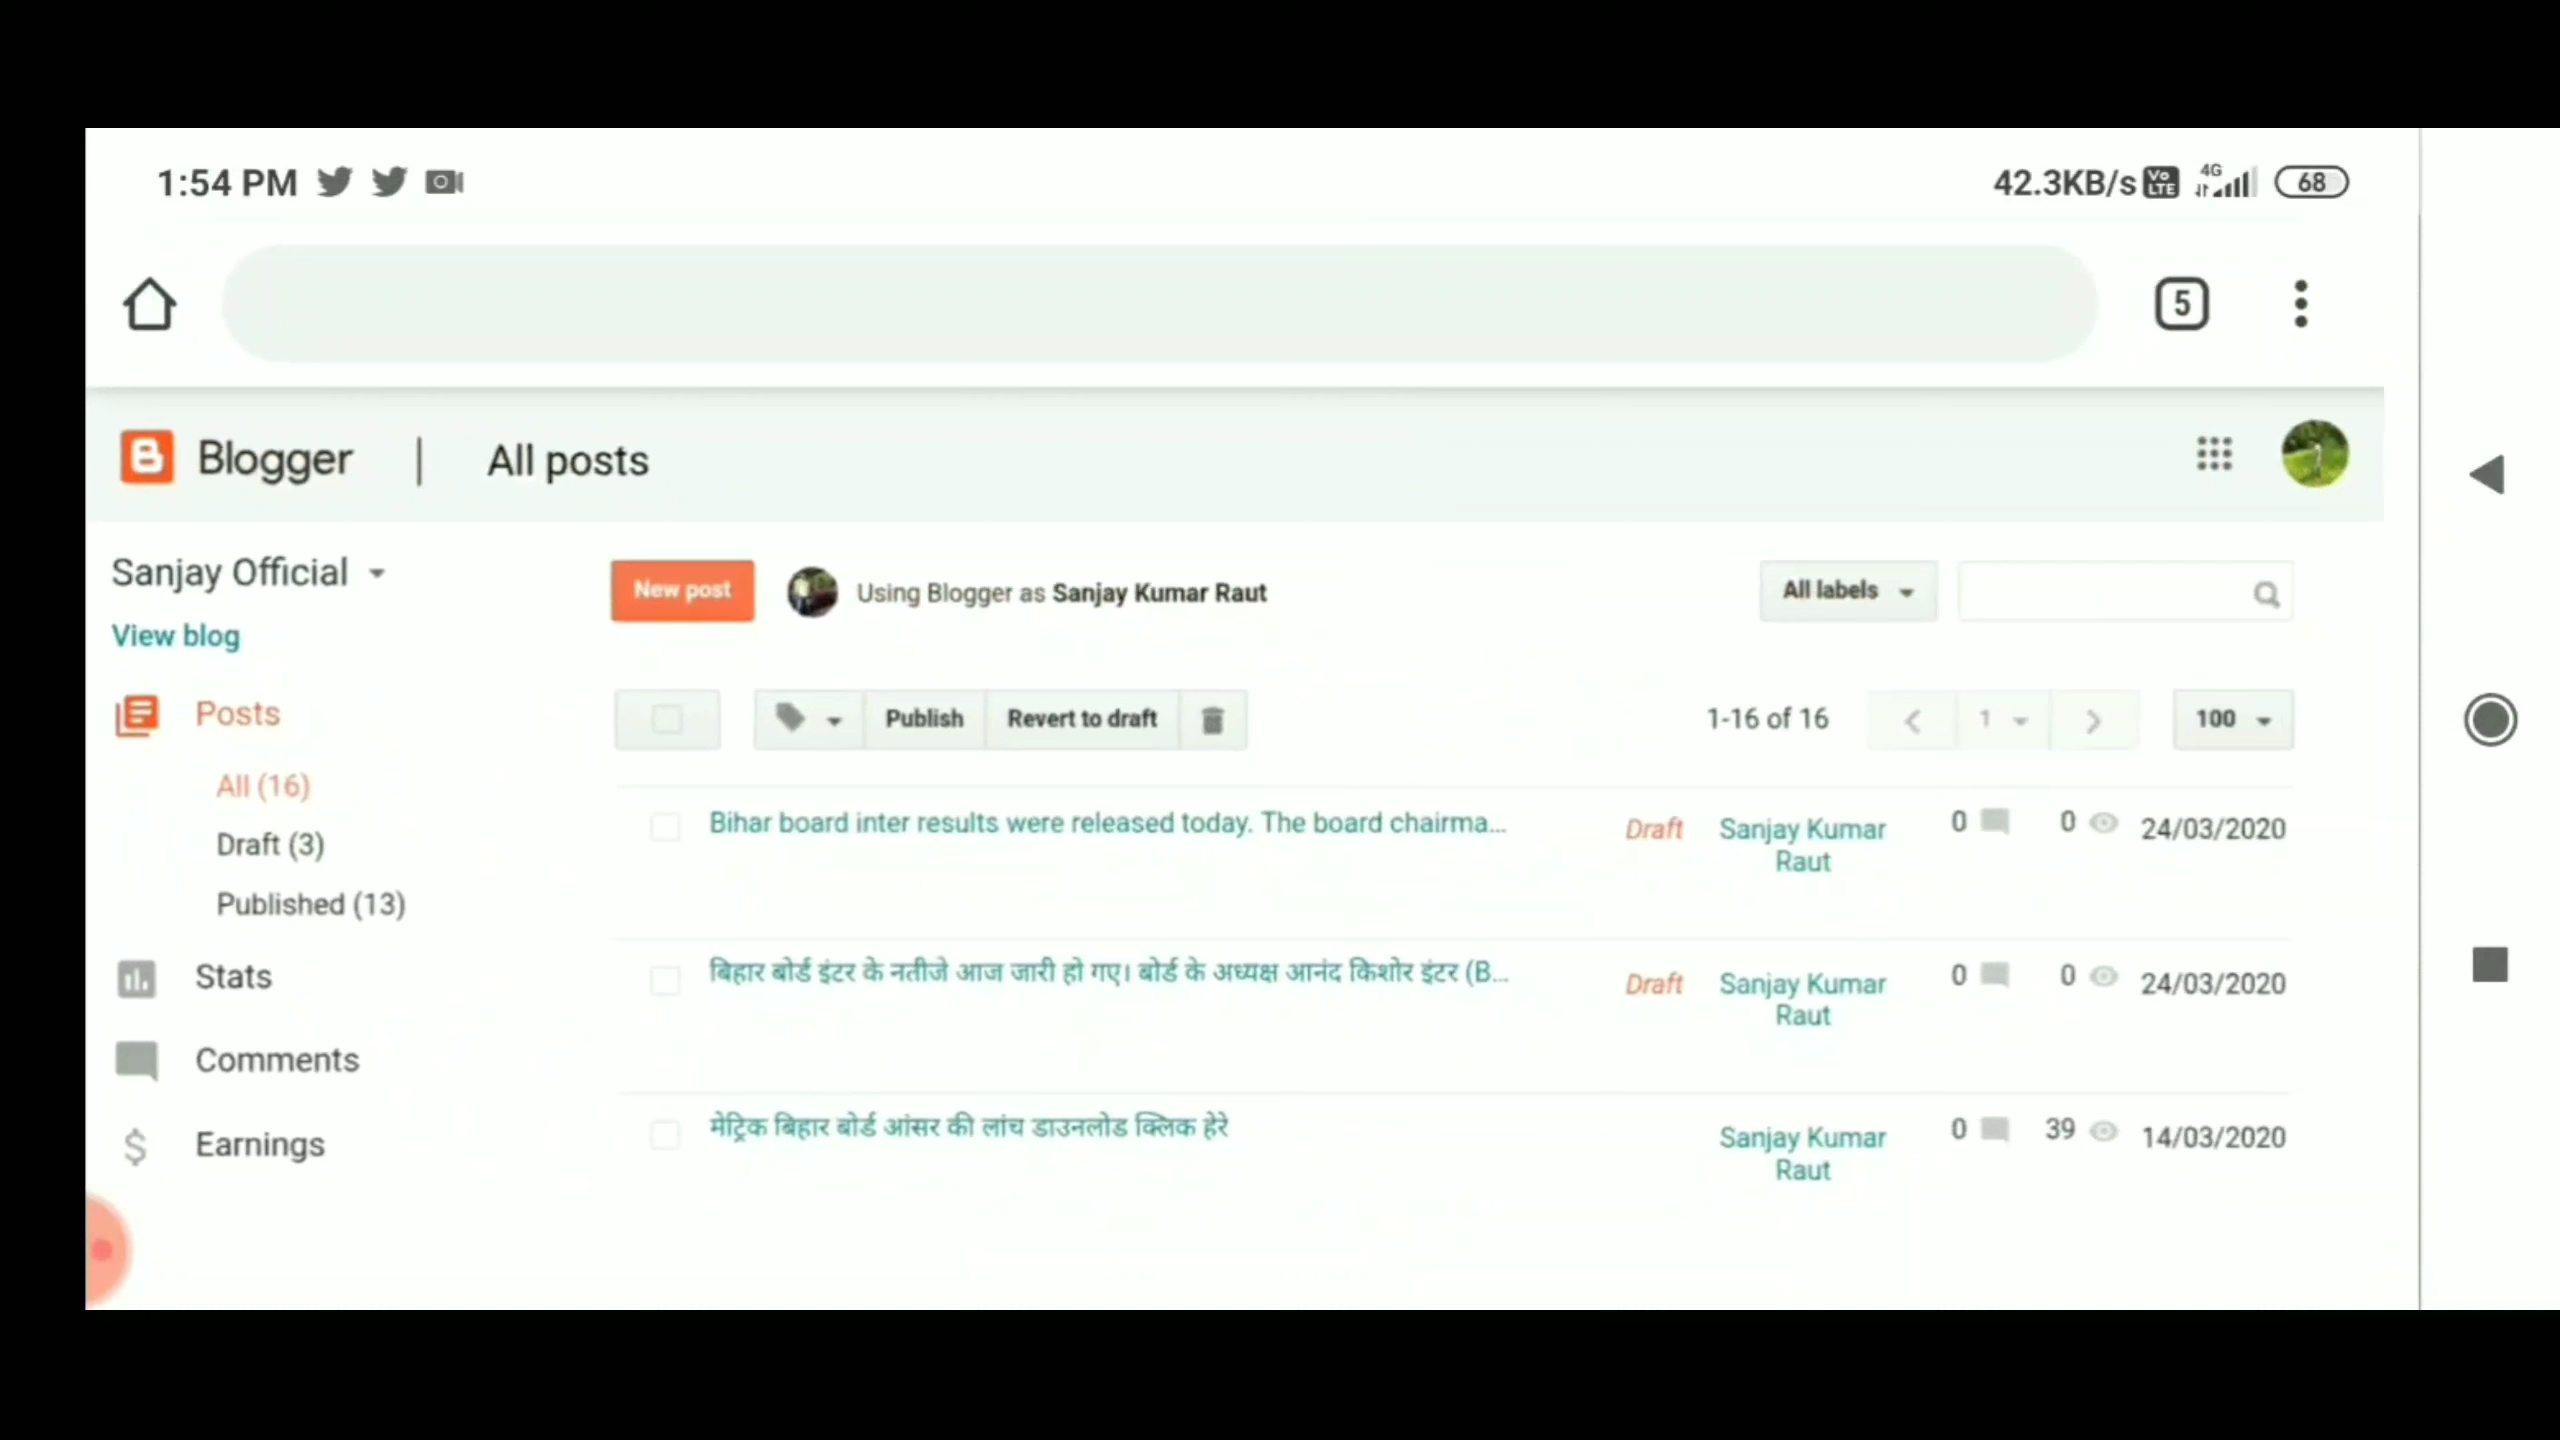 1:54 PM 42.3KB/s Vo LTE 4G 68
5
Blogger | All posts
Sanjay Official
View blog
New post Using Blogger as Sanjay Kumar Raut All labels
Posts
All (16)
Draft (3)
Published (13)
Stats
Comments
Earnings
Publish Revert to draft 1-16 of 16 1 100
Bihar board inter results were released today. The board chairma... Draft Sanjay Kumar Raut 0 0 24/03/2020
बिहार बोर्ड इंटर के नतीजे आज जारी हो गए। बोर्ड के अध्यक्ष आनंद किशोर इंटर (B... Draft Sanjay Kumar Raut 0 0 24/03/2020
मेट्रिक बिहार बोर्ड आंसर की लांच डाउनलोड क्लिक हेरे Sanjay Kumar Raut 0 39 14/03/2020